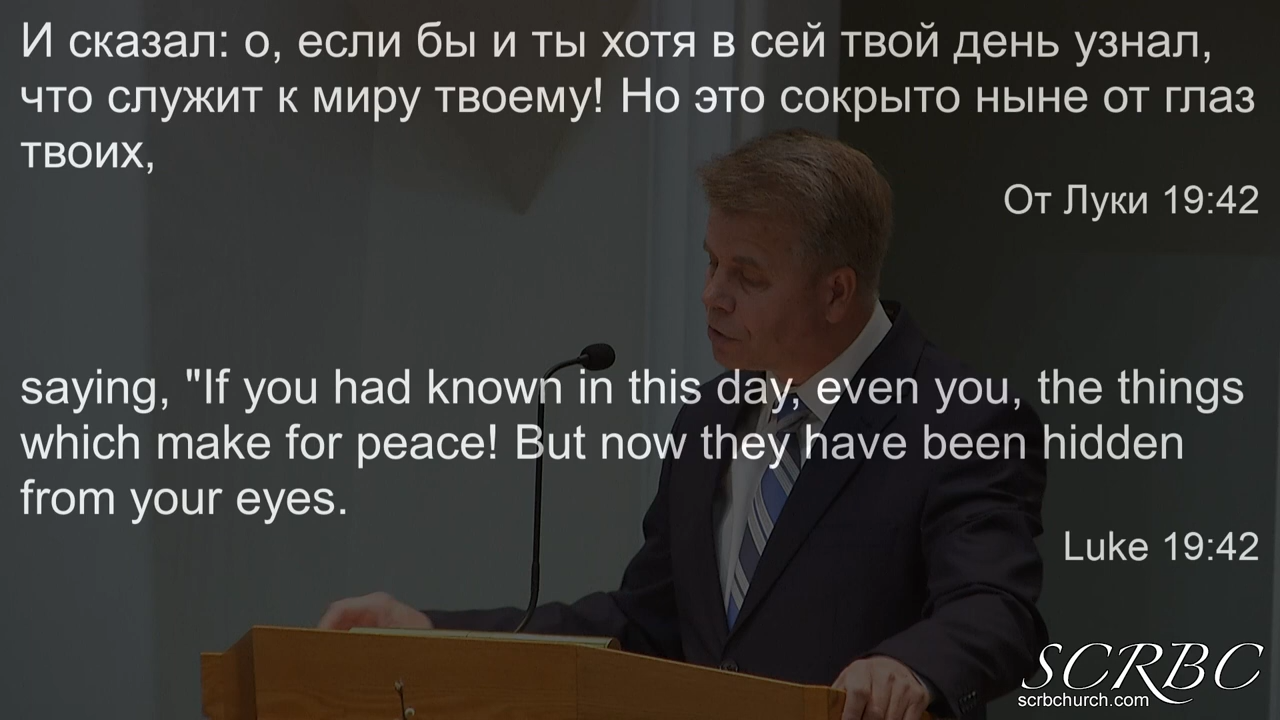 И сказал: о, если бы и ты хотя в сей твой день узнал,
что служит к миру твоему! Но это сокрыто ныне от глаз
твоих,
От Луки 19:42
saying, "If you had known in this day, even you, the things
which make for peace! But now they have been hidden
from your eyes.
Luke 19:42
SCRBC
scrbchurch.com